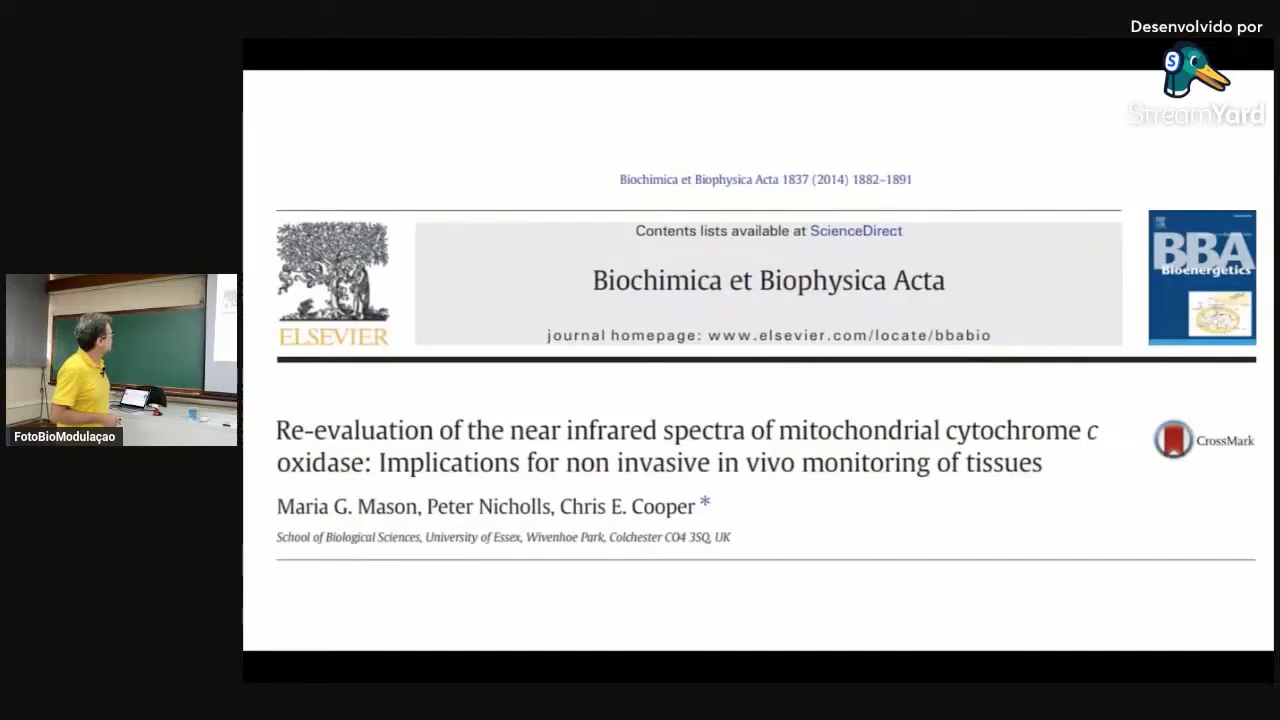 Desenvolvido por
S
StreamYard
Biochimica et Biophysica Acta 1837 (2014) 1882–1891
Contents lists available at ScienceDirect
Biochimica et Biophysica Acta
journal homepage: www.elsevier.com/locate/bbabio
ELSEVIER
BBA
Bioenergetics
Re-evaluation of the near infrared spectra of mitochondrial cytochrome c
oxidase: Implications for non invasive in vivo monitoring of tissues
CrossMark
Maria G. Mason, Peter Nicholls, Chris E. Cooper *
School of Biological Sciences, University of Essex, Wivenhoe Park, Colchester CO4 3SQ, UK
FotoBioModulaçao